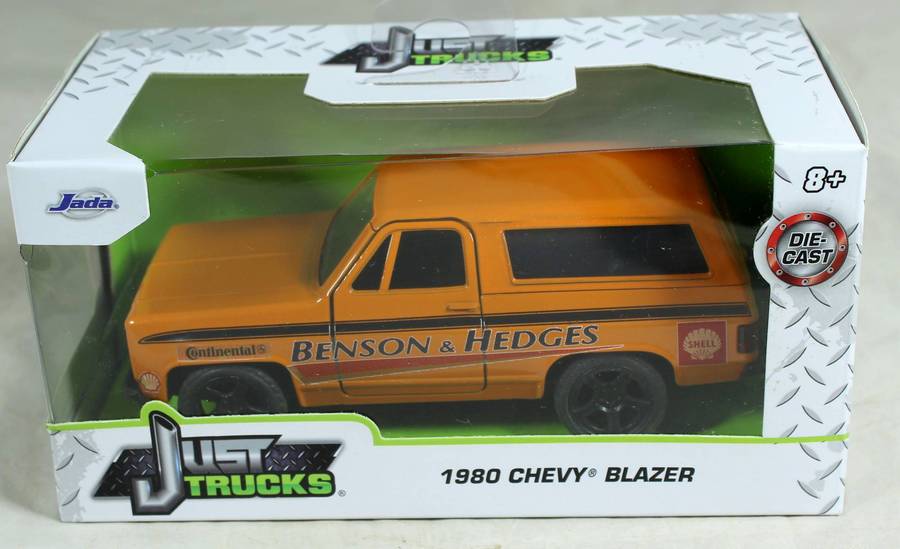 JUST
TRUCKS®
Jada®
8+
DIE-
CAST
Continental
BENSON & HEDGES
SHELL
JUST
TRUCKS®
1980 CHEVY® BLAZER